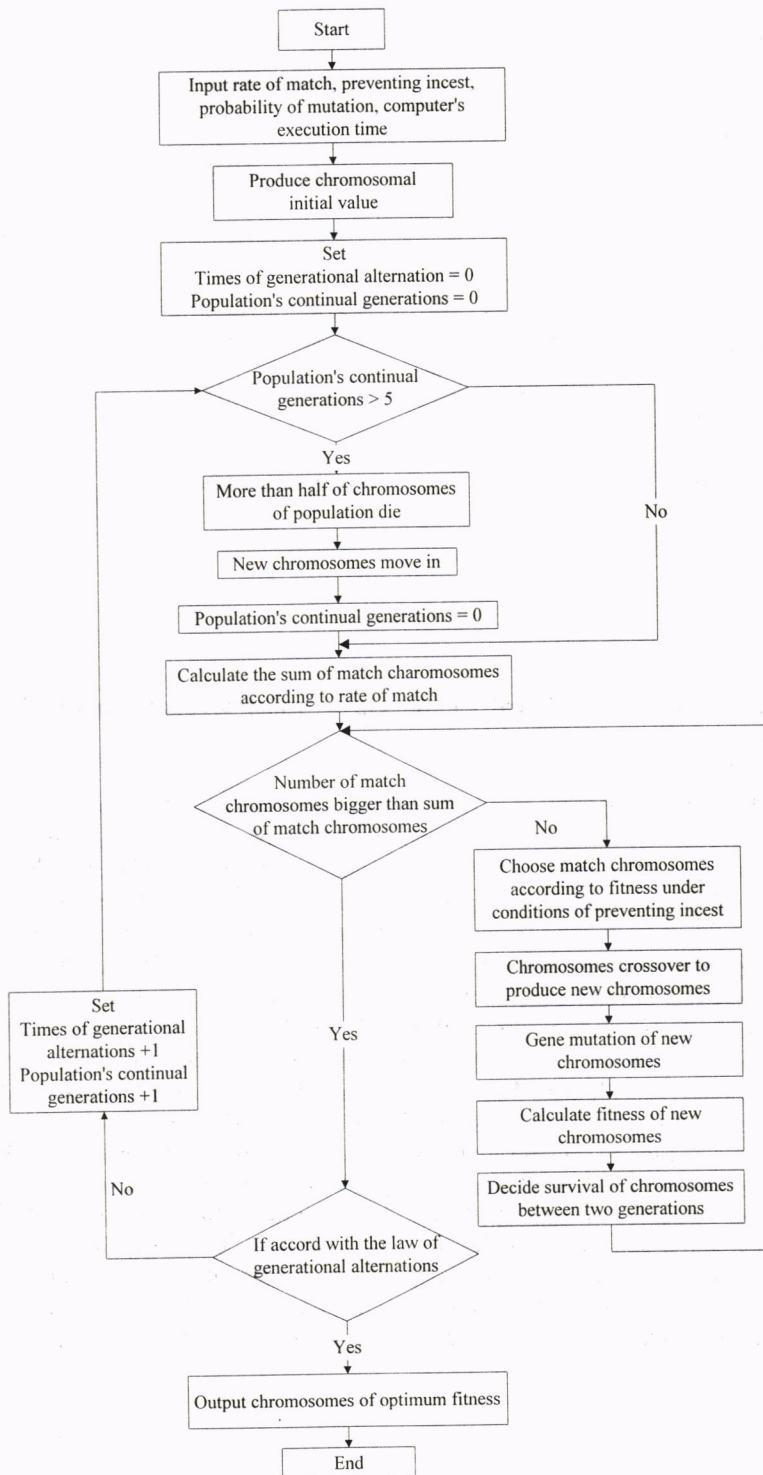 Start
Input rate of match, preventing incest,
probability of mutation, computer's
execution time
Produce chromosomal
initial value
Set
Times of generational alternation = 0
Population's continual generations = 0
Population's continual
generations > 5
Yes
No
More than half of chromosomes
of population die
New chromosomes move in
Population's continual generations = 0
Calculate the sum of match charomosomes
according to rate of match
Number of match
chromosomes bigger than sum
of match chromosomes
No
Choose match chromosomes
according to fitness under
conditions of preventing incest
Chromosomes crossover to
produce new chromosomes
Gene mutation of new
chromosomes
Calculate fitness of new
chromosomes
Decide survival of chromosomes
between two generations
Yes
Set
Times of generational
alternations +1
Population's continual
generations +1
No
If accord with the law of
generational alternations
Yes
Output chromosomes of optimum fitness
End